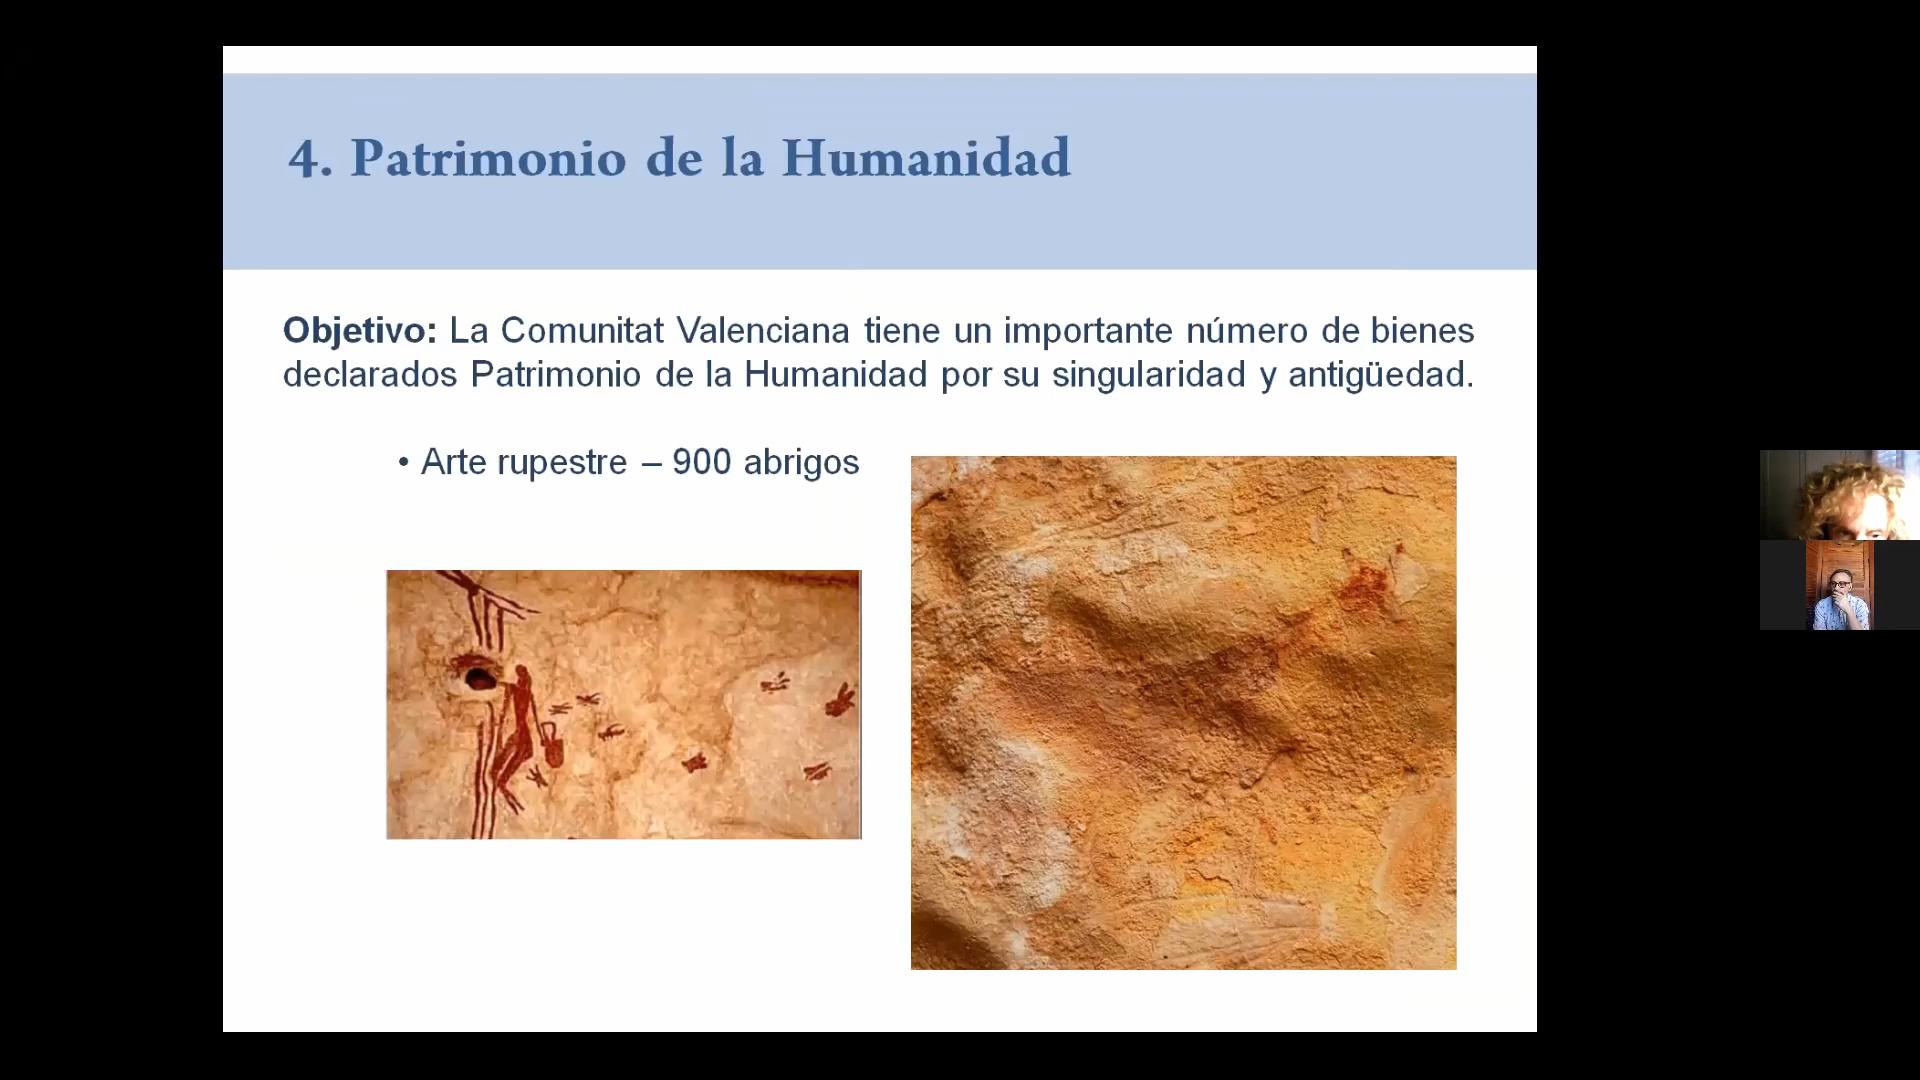 4. Patrimonio de la Humanidad
Objetivo: La Comunitat Valenciana tiene un importante número de bienes
declarados Patrimonio de la Humanidad por su singularidad y antigüedad.
• Arte rupestre – 900 abrigos